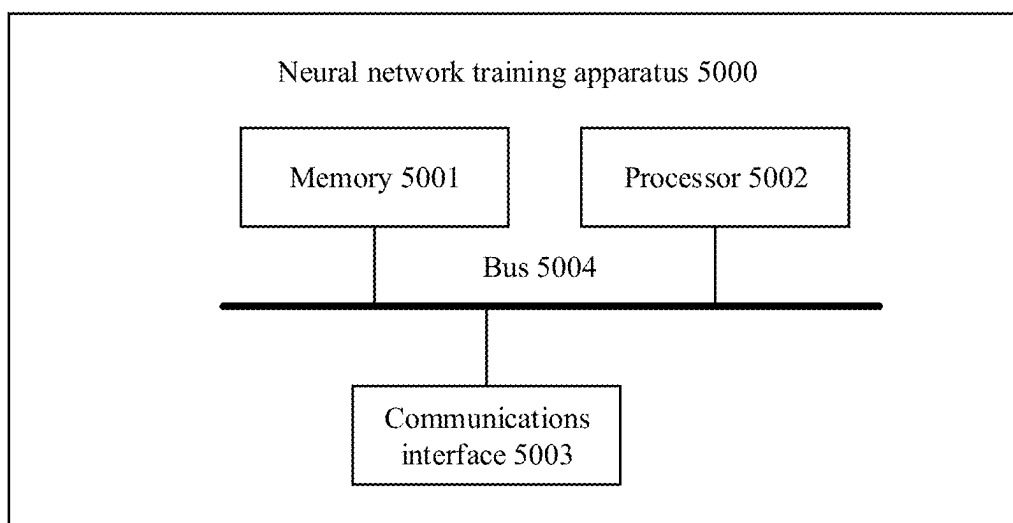 Neural network training apparatus 5000
Memory 5001
Processor 5002
Bus 5004
Communications
interface 5003